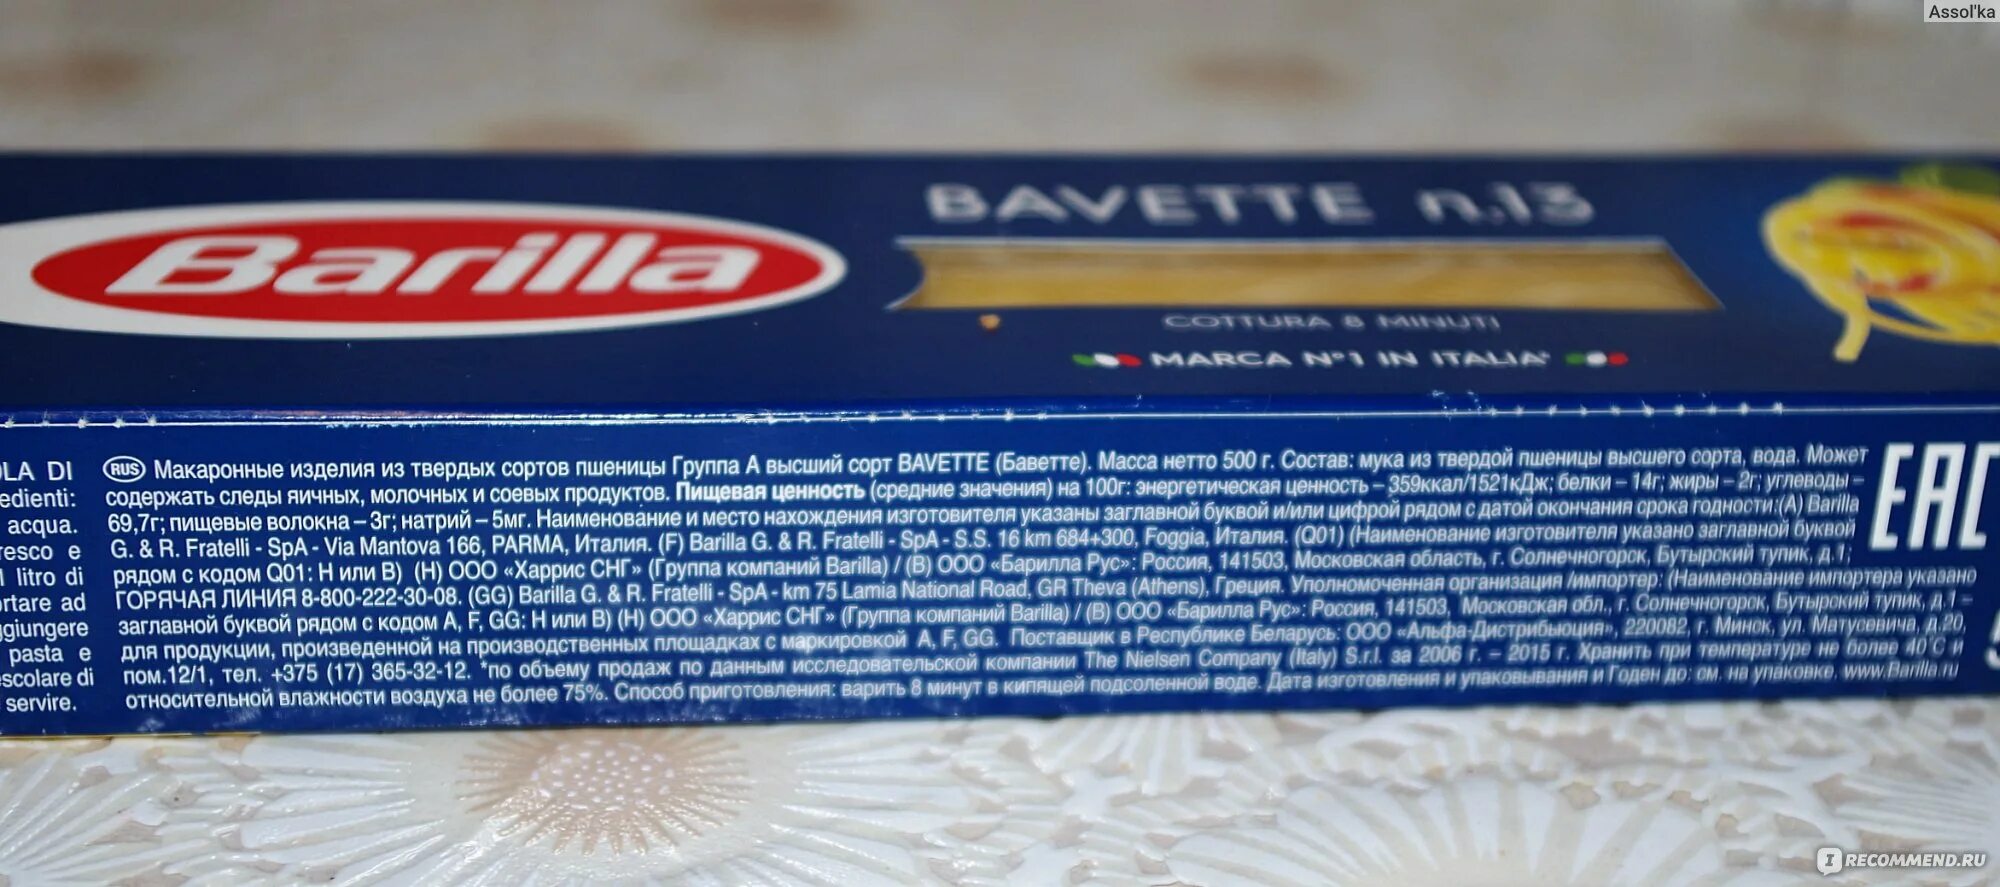 Assol'ka
Barilla
BAVETTE n.13
COTTURA 8 MINUTI
MARCA N°1 IN ITALIA*
OLA DI
edienti:
acqua.
resco e
litro di
rtare ad
ggiungere
pasta e
scolare di
servire.
RUS Макаронные изделия из твердых сортов пшеницы Группа А высший сорт BAVETTE (Баветте). Масса нетто 500 г. Состав: мука из твердой пшеницы высшего сорта, вода. Может
содержать следы яичных, молочных и соевых продуктов. Пищевая ценность (средние значения) на 100г: энергетическая ценность – 359ккал/1521кДж; белки – 14г; жиры – 2г; углеводы –
69,7г; пищевые волокна – 3г; натрий – 5мг. Наименование и место нахождения изготовителя указаны заглавной буквой и/или цифрой рядом с датой окончания срока годности: (A) Barilla
G. & R. Fratelli - SpA - Via Mantova 166, PARMA, Италия. (F) Barilla G. & R. Fratelli - SpA - S.S. 16 km 684+300, Foggia, Италия. (Q01) (Наименование изготовителя указано заглавной буквой
рядом с кодом Q01: Н или В) (Н) ООО «Харрис СНГ» (Группа компаний Barilla) / (В) ООО «Барилла Рус»: Россия, 141503, Московская область, г. Солнечногорск, Бутырский тупик, д.1;
ГОРЯЧАЯ ЛИНИЯ 8-800-222-30-08. (GG) Barilla G. & R. Fratelli - SpA - km 75 Lamia National Road, GR Theva (Athens), Греция. Уполномоченная организация /импортер: (Наименование импортера указано
заглавной буквой рядом с кодом A, F, GG: Н или В) (Н) ООО «Харрис СНГ» (Группа компаний Barilla) / (В) ООО «Барилла Рус»: Россия, 141503, Московская обл., г. Солнечногорск, Бутырский тупик, д.1 –
для продукции, произведенной на производственных площадках с маркировкой A, F, GG. Поставщик в Республике Беларусь: ООО «Альфа-Дистрибьюция», 220082, г. Минск, ул. Матусевича, д.20,
пом.12/1, тел. +375 (17) 365-32-12. *по объему продаж по данным исследовательской компании The Nielsen Company (Italy) S.r.l. за 2006 г. – 2015 г. Хранить при температуре не более 40°С и
относительной влажности воздуха не более 75%. Способ приготовления: варить 8 минут в кипящей подсоленной воде. Дата изготовления и упаковывания и Годен до: см. на упаковке. www.Barilla.ru
EAC
IRECOMMEND.RU